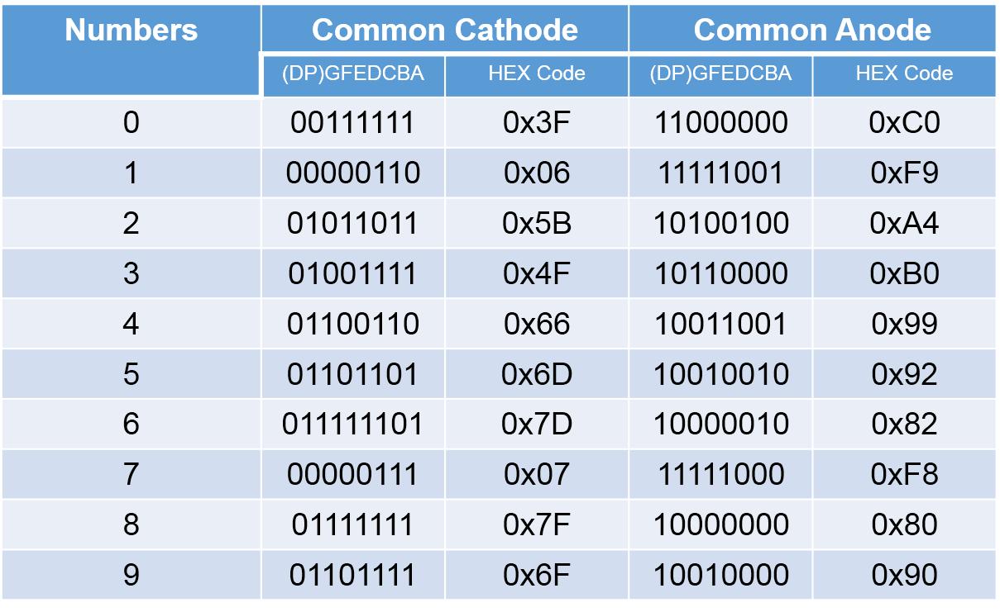 Numbers Common Cathode Common Anode
(DP)GFEDCBA HEX Code (DP)GFEDCBA HEX Code
0 00111111 0x3F 11000000 0xC0
1 00000110 0x06 11111001 0xF9
2 01011011 0x5B 10100100 0xA4
3 01001111 0x4F 10110000 0xB0
4 01100110 0x66 10011001 0x99
5 01101101 0x6D 10010010 0x92
6 011111101 0x7D 10000010 0x82
7 00000111 0x07 11111000 0xF8
8 01111111 0x7F 10000000 0x80
9 01101111 0x6F 10010000 0x90